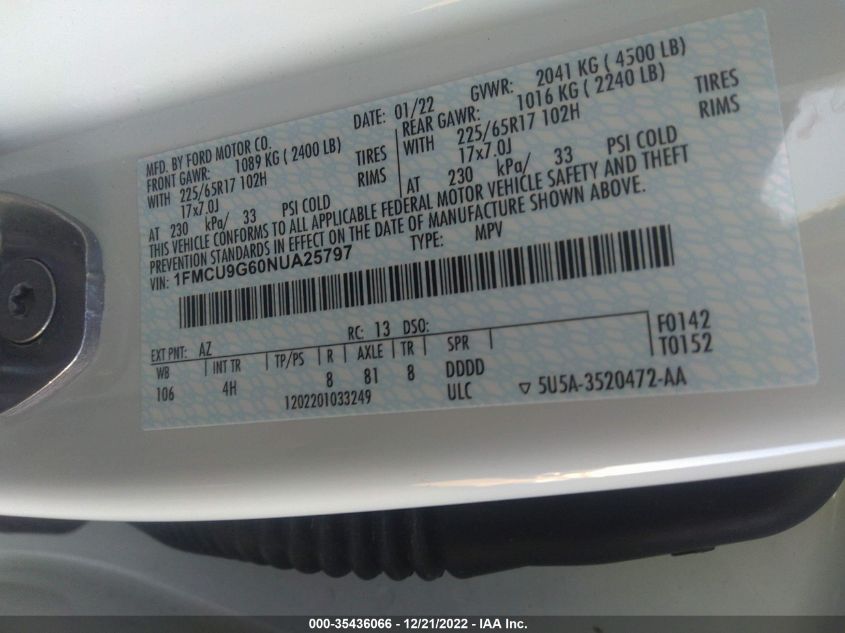 MFD. BY FORD MOTOR CO.
DATE: 01/22 GVWR: 2041 KG ( 4500 LB)
FRONT GAWR: 1089 KG ( 2400 LB)
REAR GAWR: 1016 KG ( 2240 LB)
WITH 225/65R17 102H TIRES
WITH 225/65R17 102H TIRES
17x7.0J RIMS
17x7.0J RIMS
AT 230 kPa/ 33 PSI COLD
AT 230 kPa/ 33 PSI COLD
THIS VEHICLE CONFORMS TO ALL APPLICABLE FEDERAL MOTOR VEHICLE SAFETY AND THEFT
PREVENTION STANDARDS IN EFFECT ON THE DATE OF MANUFACTURE SHOWN ABOVE.
VIN: 1FMCU9G60NUA25797 TYPE: MPV
F0142
T0152
EXT PNT: AZ RC: 13 DSO:
WB INT TR TP/PS R AXLE TR SPR
106 4H 8 81 8 DDDD
1202201033249 ULC ▽ 5U5A-3520472-AA
000-35436066 - 12/21/2022 - IAA Inc.